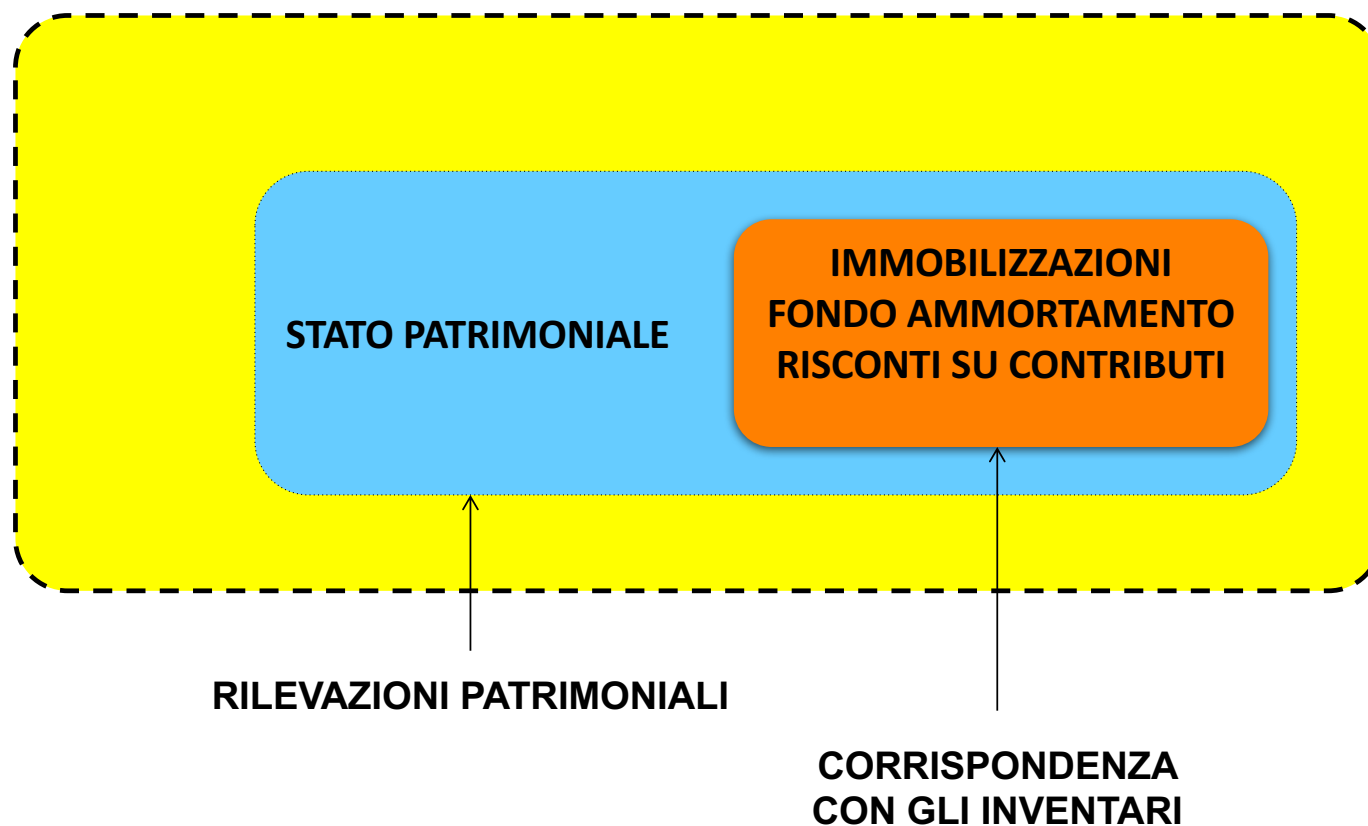 STATO PATRIMONIALE
IMMOBILIZZAZIONI
FONDO AMMORTAMENTO
RISCONTI SU CONTRIBUTI
RILEVAZIONI PATRIMONIALI
CORRISPONDENZA
CON GLI INVENTARI